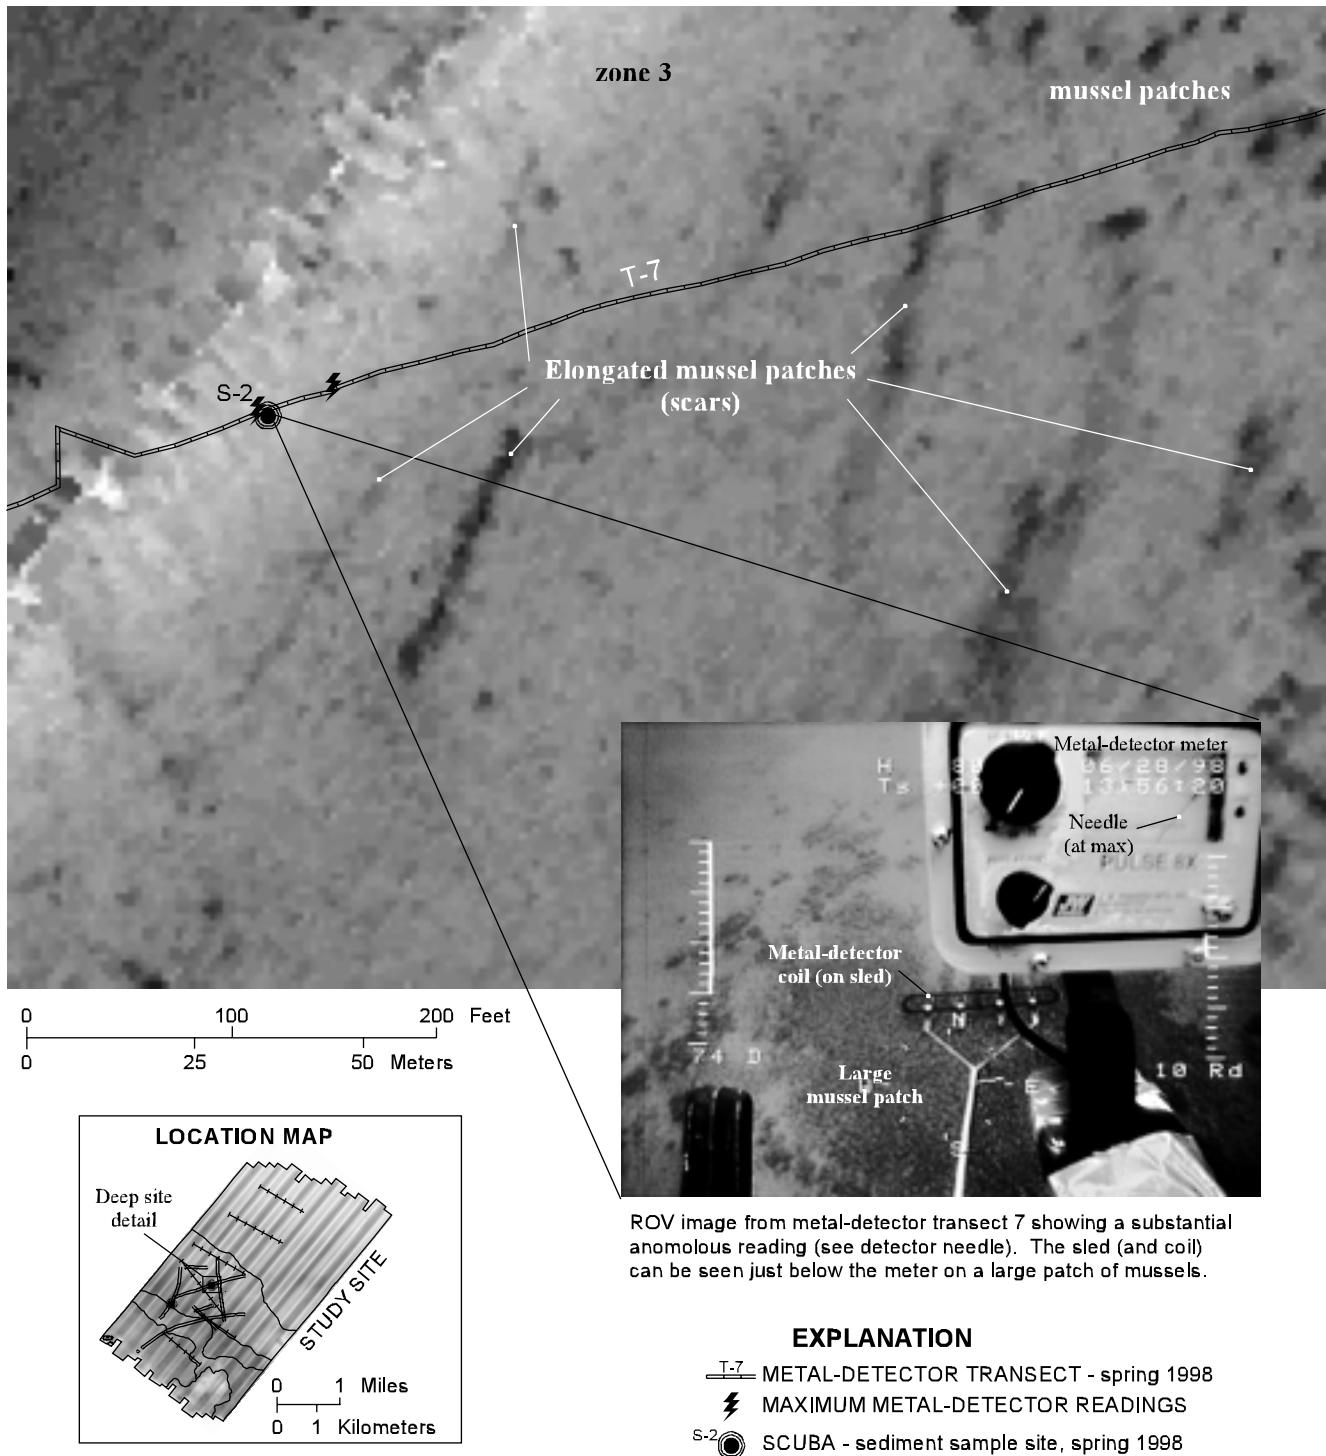 zone 3
mussel patches
T-7
Elongated mussel patches
(scars)
S-2
Metal-detector meter
06/28/98
13:56:20
Needle
(at max)
PULSE 8X
Metal-detector
coil (on sled)
N
74 D
E
10 Rd
Large
mussel patch
S
0 100 200 Feet
0 25 50 Meters
LOCATION MAP
Deep site
detail
STUDY SITE
0 1 Miles
0 1 Kilometers
ROV image from metal-detector transect 7 showing a substantial
anomolous reading (see detector needle). The sled (and coil)
can be seen just below the meter on a large patch of mussels.
EXPLANATION
T-7 METAL-DETECTOR TRANSECT - spring 1998
MAXIMUM METAL-DETECTOR READINGS
S-2 SCUBA - sediment sample site, spring 1998